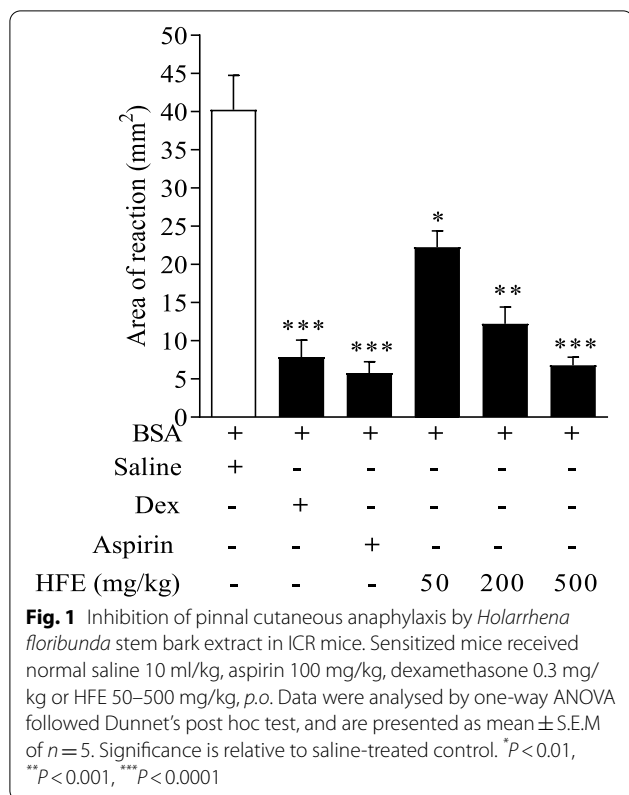 50
45
40
35
30
25
20
15
10
5
0
Area of reaction (mm²)
*** *** * ** ***
BSA + + + + + +
Saline + - - - - -
Dex - + - - - -
Aspirin - - + - - -
HFE (mg/kg) - - - 50 200 500
Fig. 1 Inhibition of pinnal cutaneous anaphylaxis by Holarrhena
floribunda stem bark extract in ICR mice. Sensitized mice received
normal saline 10 ml/kg, aspirin 100 mg/kg, dexamethasone 0.3 mg/
kg or HFE 50–500 mg/kg, p.o. Data were analysed by one-way ANOVA
followed Dunnet's post hoc test, and are presented as mean ± S.E.M
of n = 5. Significance is relative to saline-treated control. *P < 0.01,
**P < 0.001, ***P < 0.0001